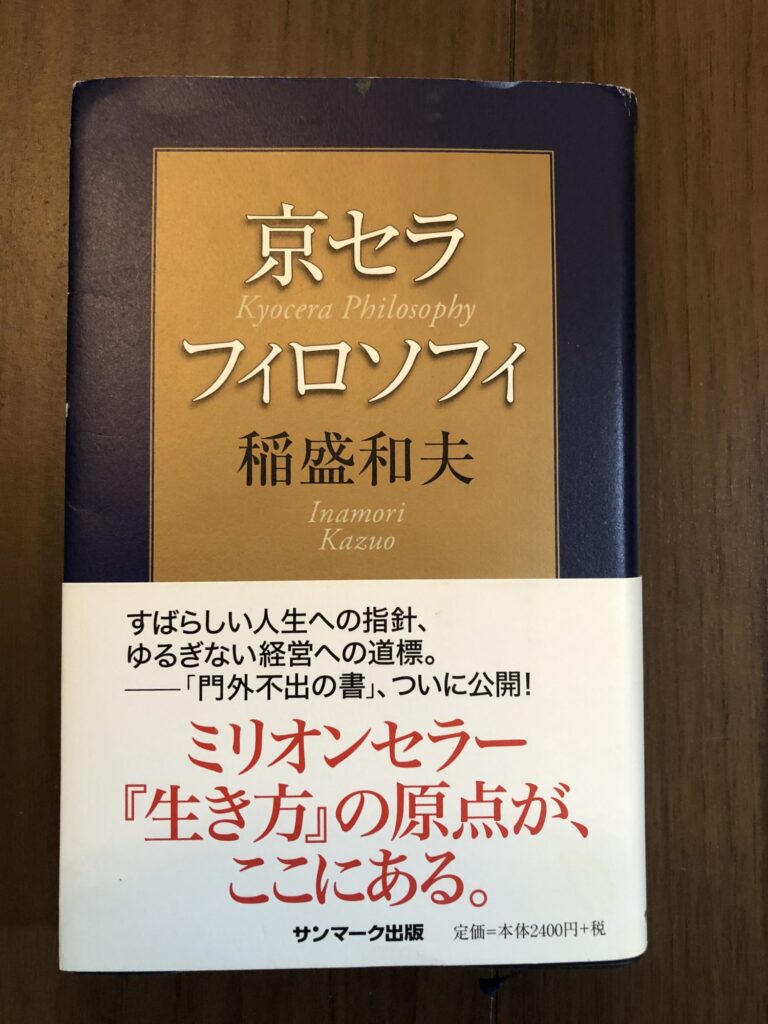 京セラ
Kyocera Philosophy
フィロソフィ
稲盛和夫
Inamori
Kazuo
すばらしい人生への指針、
ゆるぎない経営への道標。
――「門外不出の書」、ついに公開!
ミリオンセラー
『生き方』の原点が、
ここにある。
サンマーク出版 定価=本体2400円+税